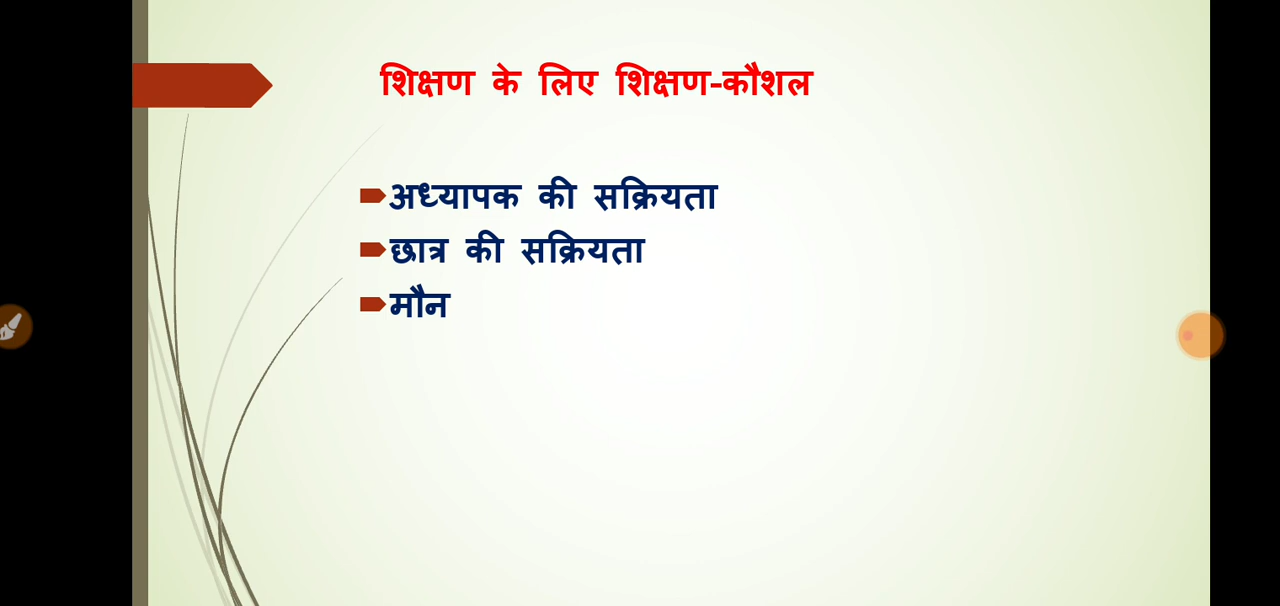 शिक्षण के लिए शिक्षण-कौशल
अध्यापक की सक्रियता
छात्र की सक्रियता
मौन